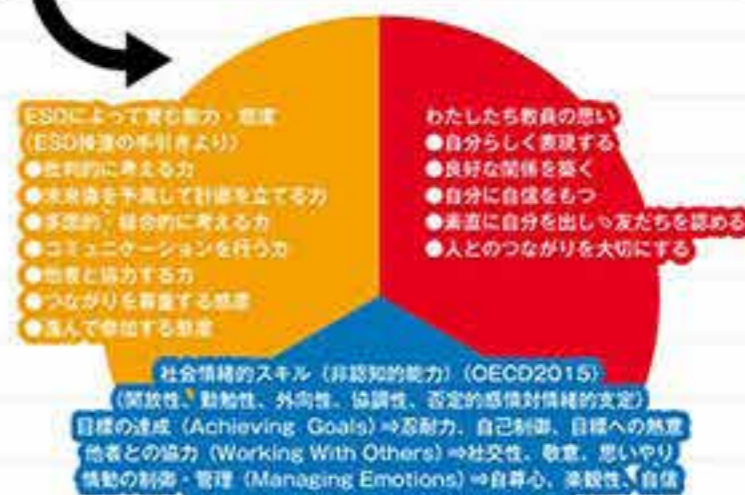 ESDによって育む能力・態度
(ESD推進の手引きより)
●批判的に考える力
●未来像を予測して計画を立てる力
●多面的、総合的に考える力
●コミュニケーションを行う力
●他者と協力する力
●つながりを尊重する態度
●進んで参加する態度
わたしたち教員の思い
●自分らしく表現する
●良好な関係を築く
●自分に自信をもつ
●素直に自分を出し、友だちを認める
●人とのつながりを大切にする
社会情緒的スキル（非認知的能力）(OECD2015)
(開放性、勤勉性、外向性、協調性、否定的感情対情緒的支定)
目標の達成（Achieving Goals）⇒忍耐力、自己制御、目標への熱意
他者との協力（Working With Others）⇒社交性、敬意、思いやり
情動の制御・管理（Managing Emotions）⇒自尊心、楽観性、自信